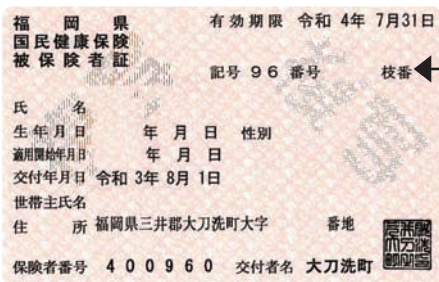 福岡県 有効期限 令和 4年 7月31日
国民健康保険
被保険者証
記号 96 番号 枝番
氏名
生年月日 年 月 日 性別
適用開始年月日 年 月 日
交付年月日 令和 3年 8月 1日
世帯主氏名
住所 福岡県三井郡大刀洗町大字 番地
保険者番号 400960 交付者名 大刀洗町